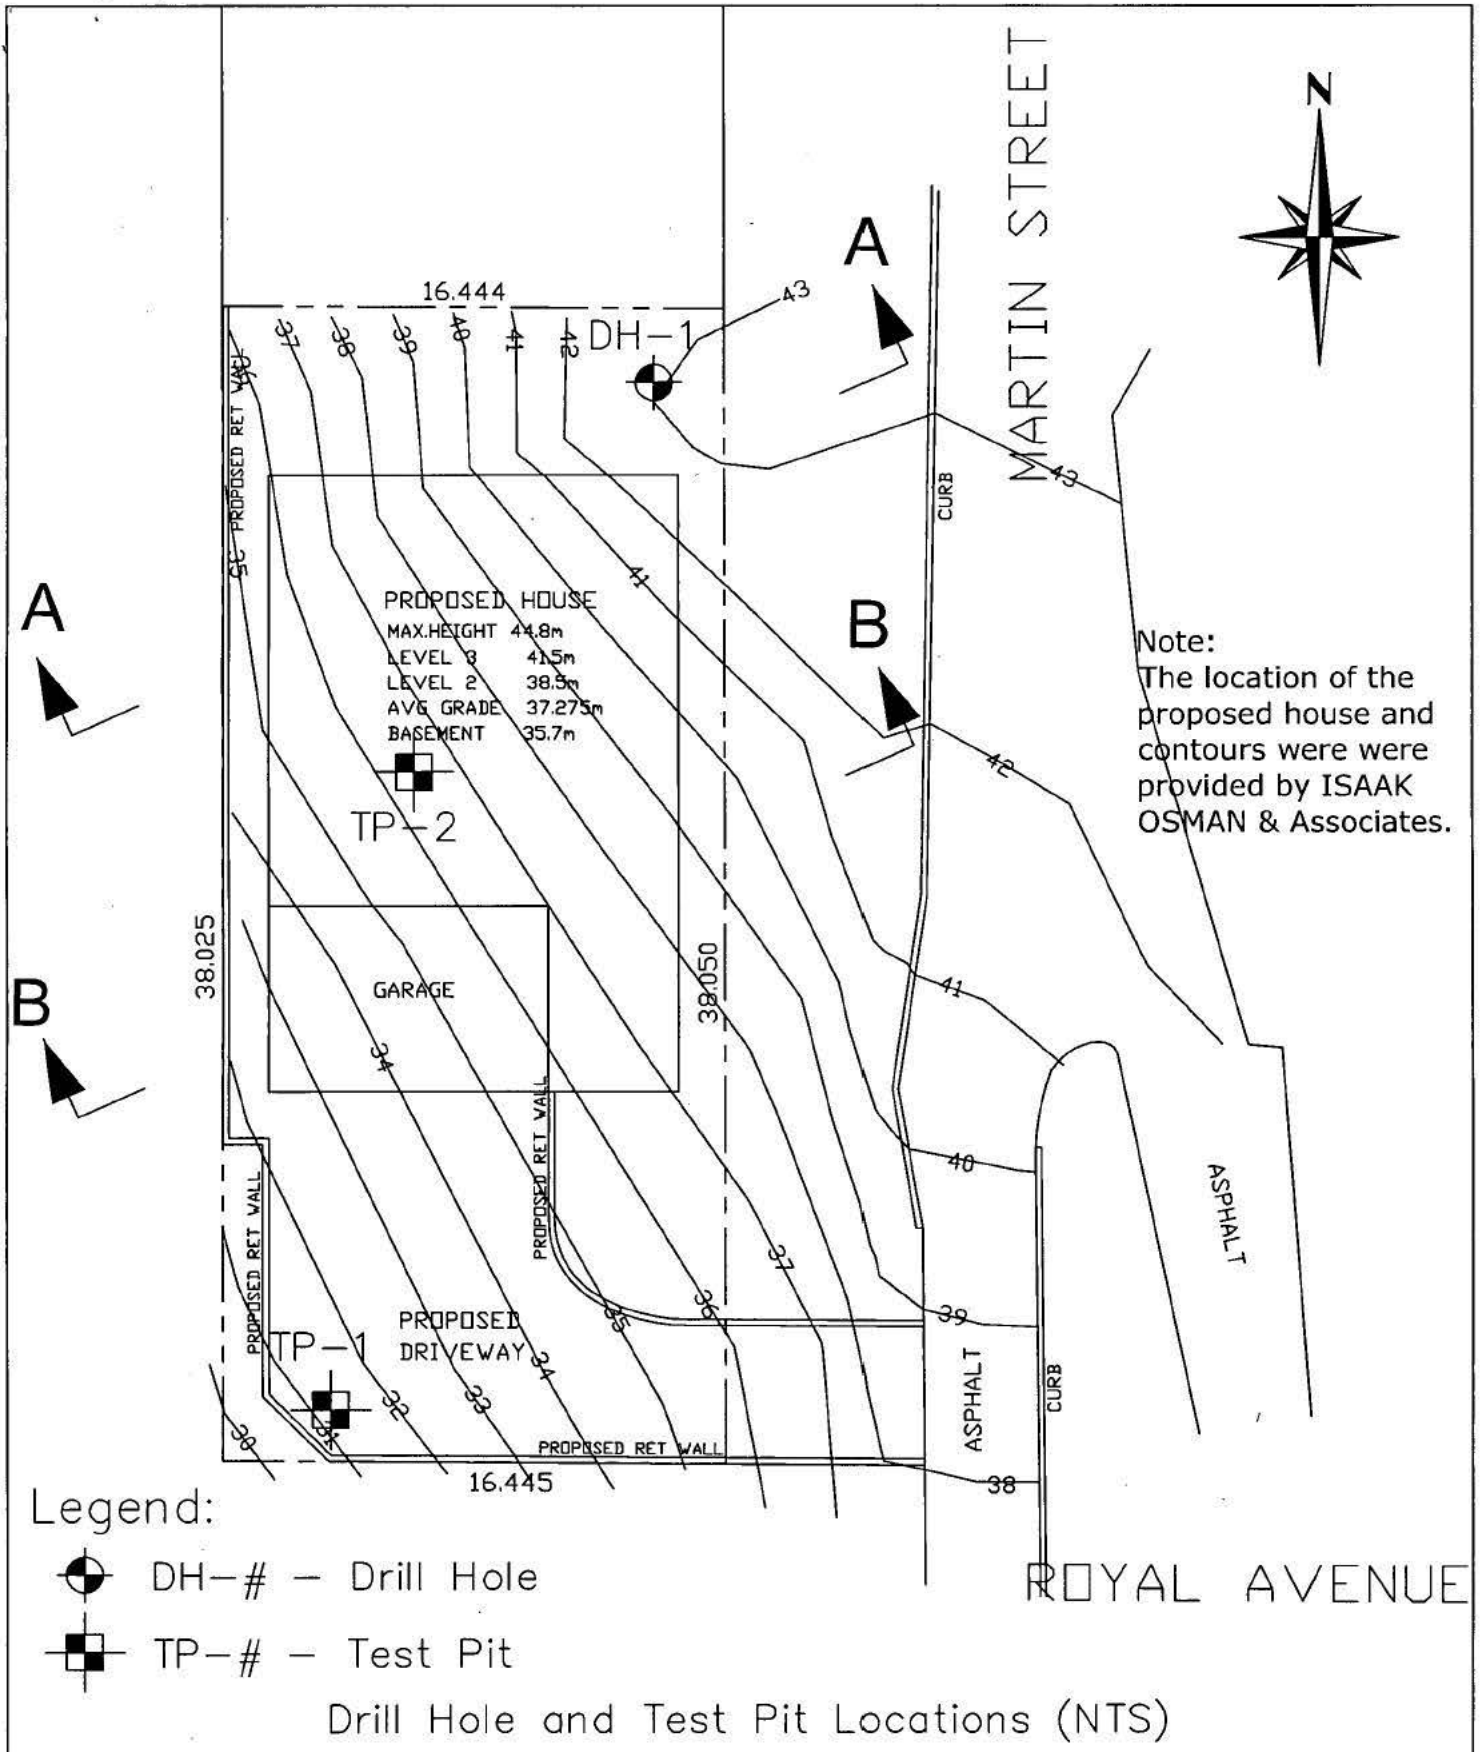 N
MARTIN STREET
A
43
16.444
DH-1
36
37
38
39
40
41
42
PROPOSED RET WALL
CURB
43
35
41
A
B
PROPOSED HOUSE
MAX.HEIGHT 44.8m
LEVEL 3 41.5m
LEVEL 2 38.5m
AVG GRADE 37.275m
BASEMENT 35.7m
Note:
The location of the
proposed house and
contours were were
provided by ISAAK
OSMAN & Associates.
42
TP-2
38.025
38.050
GARAGE
41
B
34
PROPOSED RET WALL
40
ASPHALT
PROPOSED RET WALL
37
36
35
39
TP-1
PROPOSED
DRIVEWAY
34
33
32
31
30
ASPHALT
CURB
PROPOSED RET WALL
16.445
38
Legend:
DH-# - Drill Hole
TP-# - Test Pit
ROYAL AVENUE
Drill Hole and Test Pit Locations (NTS)